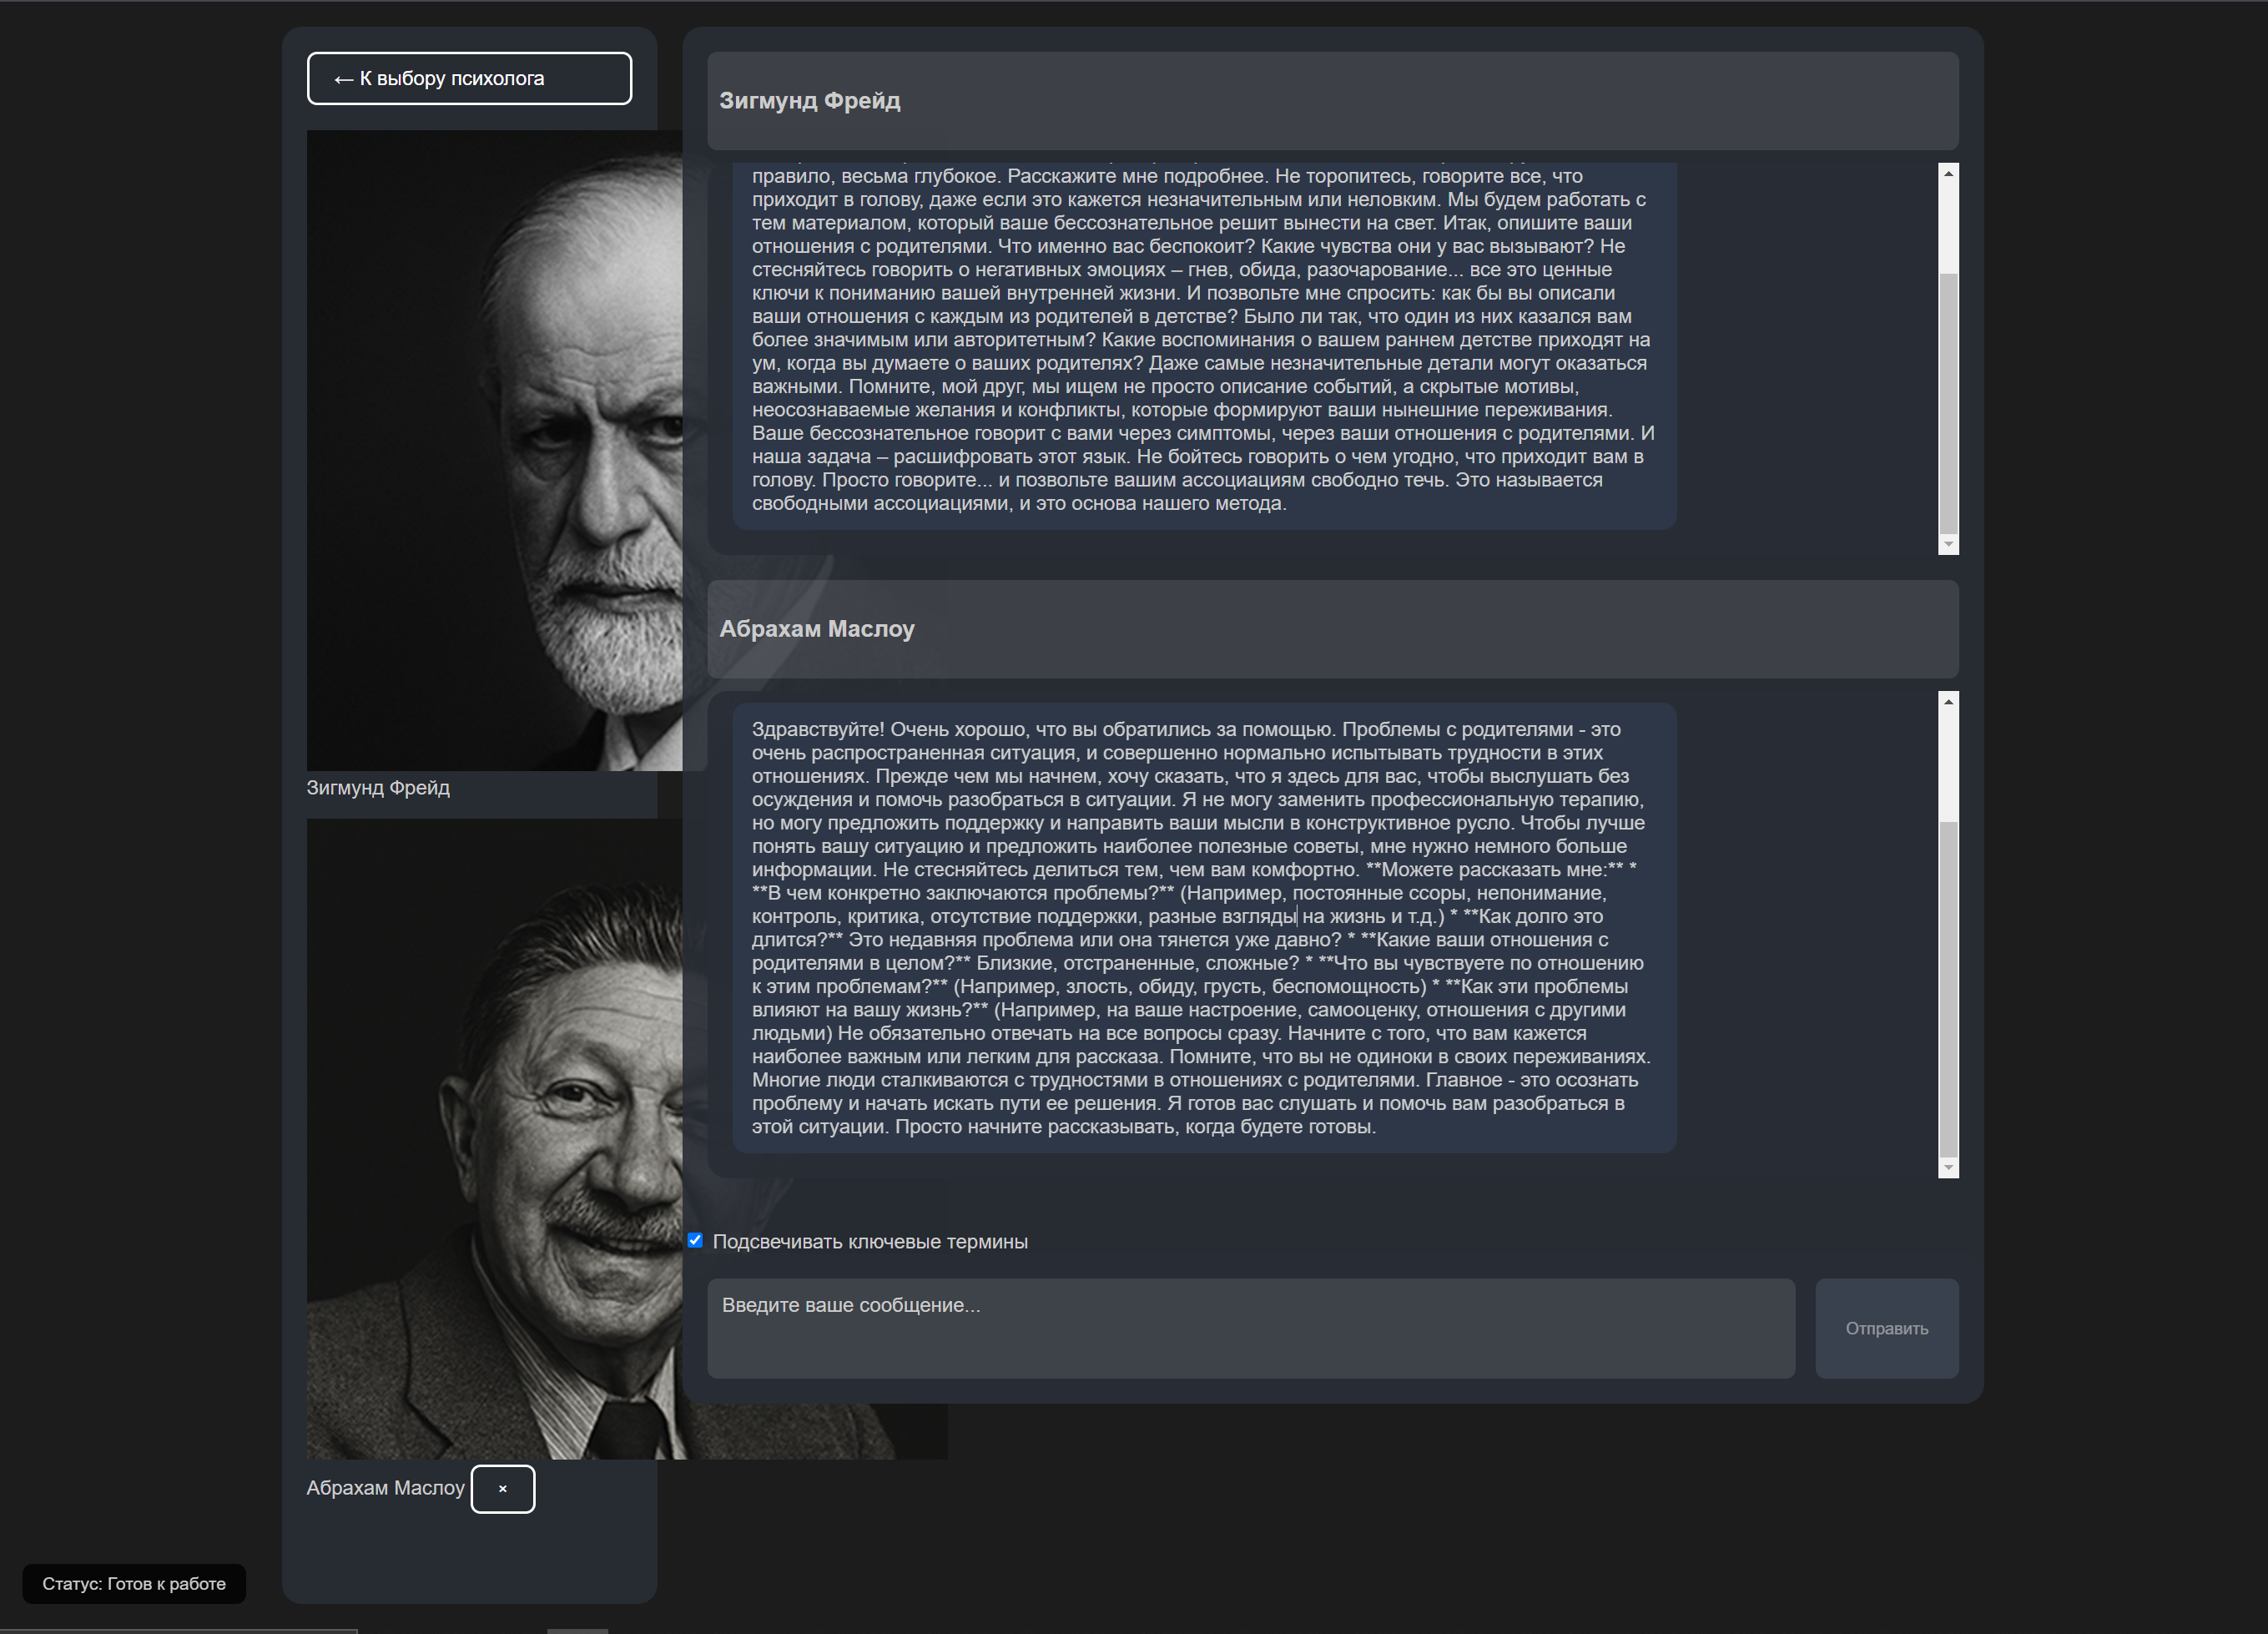 ← К выбору психолога
Зигмунд Фрейд
правило, весьма глубокое. Расскажите мне подробнее. Не торопитесь, говорите все, что
приходит в голову, даже если это кажется незначительным или неловким. Мы будем работать с
тем материалом, который ваше бессознательное решит вынести на свет. Итак, опишите ваши
отношения с родителями. Что именно вас беспокоит? Какие чувства они у вас вызывают? Не
стесняйтесь говорить о негативных эмоциях – гнев, обида, разочарование... все это ценные
ключи к пониманию вашей внутренней жизни. И позвольте мне спросить: как бы вы описали
ваши отношения с каждым из родителей в детстве? Было ли так, что один из них казался вам
более значимым или авторитетным? Какие воспоминания о вашем раннем детстве приходят на
ум, когда вы думаете о ваших родителях? Даже самые незначительные детали могут оказаться
важными. Помните, мой друг, мы ищем не просто описание событий, а скрытые мотивы,
неосознаваемые желания и конфликты, которые формируют ваши нынешние переживания.
Ваше бессознательное говорит с вами через симптомы, через ваши отношения с родителями. И
наша задача – расшифровать этот язык. Не бойтесь говорить о чем угодно, что приходит вам в
голову. Просто говорите... и позвольте вашим ассоциациям свободно течь. Это называется
свободными ассоциациями, и это основа нашего метода.
Абрахам Маслоу
Здравствуйте! Очень хорошо, что вы обратились за помощью. Проблемы с родителями - это
очень распространенная ситуация, и совершенно нормально испытывать трудности в этих
отношениях. Прежде чем мы начнем, хочу сказать, что я здесь для вас, чтобы выслушать без
осуждения и помочь разобраться в ситуации. Я не могу заменить профессиональную терапию,
но могу предложить поддержку и направить ваши мысли в конструктивное русло. Чтобы лучше
понять вашу ситуацию и предложить наиболее полезные советы, мне нужно немного больше
информации. Не стесняйтесь делиться тем, чем вам комфортно. **Можете рассказать мне:** *
**В чем конкретно заключаются проблемы?** (Например, постоянные ссоры, непонимание,
контроль, критика, отсутствие поддержки, разные взгляды на жизнь и т.д.) * **Как долго это
длится?** Это недавняя проблема или она тянется уже давно? * **Какие ваши отношения с
родителями в целом?** Близкие, отстраненные, сложные? * **Что вы чувствуете по отношению
к этим проблемам?** (Например, злость, обиду, грусть, беспомощность) * **Как эти проблемы
влияют на вашу жизнь?** (Например, на ваше настроение, самооценку, отношения с другими
людьми) Не обязательно отвечать на все вопросы сразу. Начните с того, что вам кажется
наиболее важным или легким для рассказа. Помните, что вы не одиноки в своих переживаниях.
Многие люди сталкиваются с трудностями в отношениях с родителями. Главное - это осознать
проблему и начать искать пути ее решения. Я готов вас слушать и помочь вам разобраться в
этой ситуации. Просто начните рассказывать, когда будете готовы.
Подсвечивать ключевые термины
Введите ваше сообщение...
Отправить
Зигмунд Фрейд
Абрахам Маслоу ×
Статус: Готов к работе